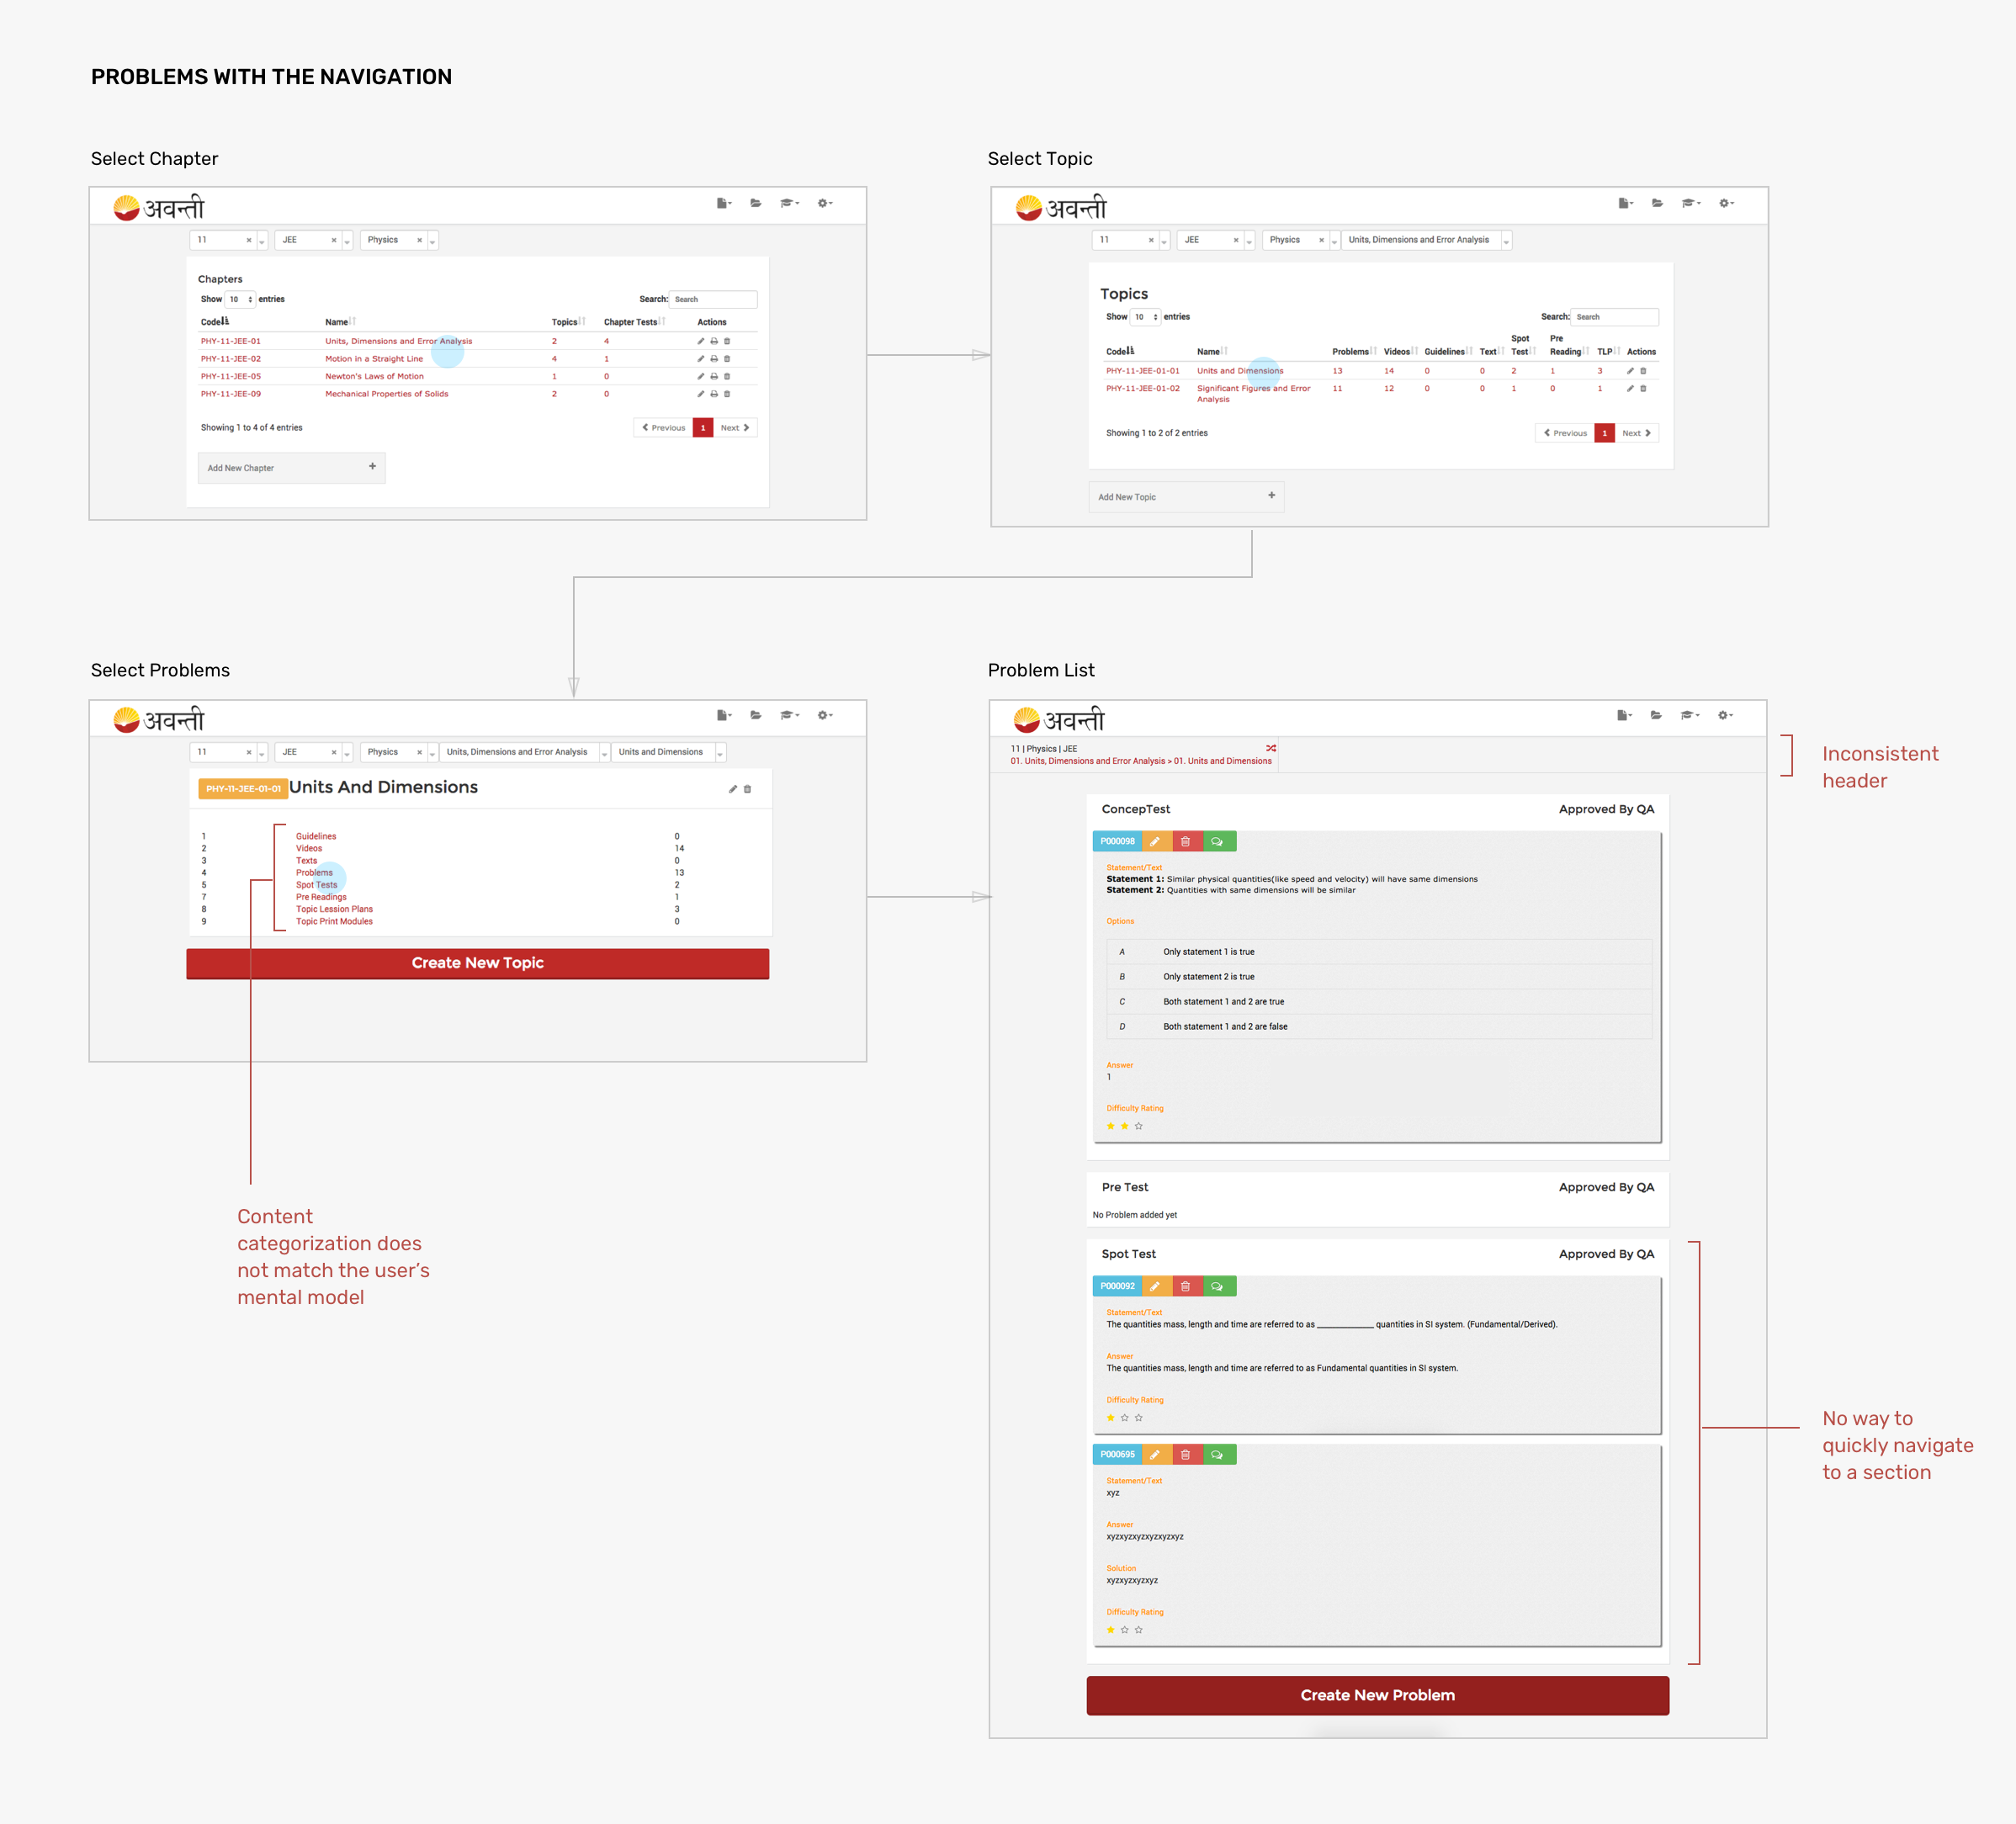 PROBLEMS WITH THE NAVIGATION
Select Chapter
अवन्ती
11 JEE Physics
Chapters
Show 10 entries Search: Search
Code Name Topics Chapter Tests Actions
PHY-11-JEE-01 Units, Dimensions and Error Analysis 2 4
PHY-11-JEE-02 Motion in a Straight Line 4 1
PHY-11-JEE-05 Newton's Laws of Motion 1 0
PHY-11-JEE-09 Mechanical Properties of Solids 2 0
Showing 1 to 4 of 4 entries Previous 1 Next
Add New Chapter +
Select Topic
अवन्ती
11 JEE Physics Units, Dimensions and Error Analysis
Topics
Show 10 entries Search: Search
Code Name Problems Videos Guidelines Text Spot Test Pre Reading TLP Actions
PHY-11-JEE-01-01 Units and Dimensions 13 14 0 0 2 1 3
PHY-11-JEE-01-02 Significant Figures and Error 11 12 0 0 1 0 1
Analysis
Showing 1 to 2 of 2 entries Previous 1 Next
Add New Topic +
Select Problems
अवन्ती
11 JEE Physics Units, Dimensions and Error Analysis Units and Dimensions
PHY-11-JEE-01-01 Units And Dimensions
1 Guidelines 0
2 Videos 14
3 Texts 0
4 Problems 13
5 Spot Tests 2
7 Pre Readings 1
8 Topic Lession Plans 3
9 Topic Print Modules 0
Create New Topic
Content
categorization does
not match the user’s
mental model
Problem List
अवन्ती
11 | Physics | JEE
01. Units, Dimensions and Error Analysis > 01. Units and Dimensions
Inconsistent
header
ConcepTest Approved By QA
P000098
Statement/Text
Statement 1: Similar physical quantities(like speed and velocity) will have same dimensions
Statement 2: Quantities with same dimensions will be similar
Options
A Only statement 1 is true
B Only statement 2 is true
C Both statement 1 and 2 are true
D Both statement 1 and 2 are false
Answer
1
Difficulty Rating
Pre Test Approved By QA
No Problem added yet
Spot Test Approved By QA
P000092
Statement/Text
The quantities mass, length and time are referred to as ____________ quantities in SI system. (Fundamental/Derived).
Answer
The quantities mass, length and time are referred to as Fundamental quantities in SI system.
Difficulty Rating
P000695
Statement/Text
xyz
Answer
xyzxyzxyzxyzxyzxyz
Solution
xyzxyzxyzxyz
Difficulty Rating
No way to
quickly navigate
to a section
Create New Problem